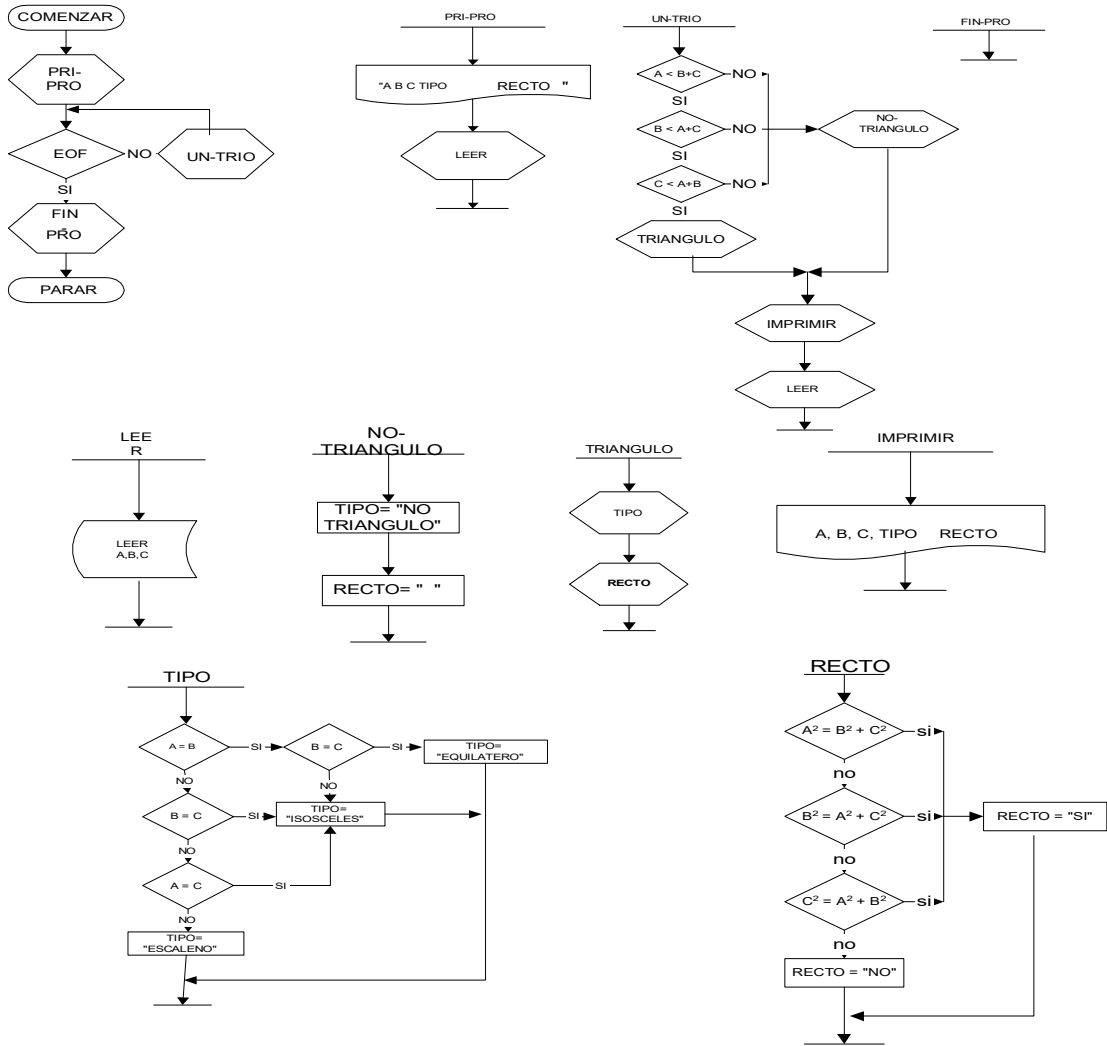 COMENZAR
PRI-
PRO
EOF
NO
UN-TRIO
SI
FIN
-
PRO
PARAR
PRI-PRO
"A B C TIPO RECTO "
LEER
UN-TRIO
A < B+C
NO
SI
B < A+C
NO
SI
C < A+B
NO
SI
TRIANGULO
NO-
TRIANGULO
IMPRIMIR
LEER
FIN-PRO
LEE
R
LEER
A,B,C
NO-
TRIANGULO
TIPO= "NO
TRIANGULO"
RECTO= " "
TRIANGULO
TIPO
RECTO
IMPRIMIR
A, B, C, TIPO RECTO
TIPO
A = B
SI
B = C
SI
TIPO=
"EQUILATERO"
NO
NO
B = C
SI
TIPO=
"ISOSCELES"
NO
A = C
SI
NO
TIPO=
"ESCALENO"
RECTO
A² = B² + C²
si
no
B² = A² + C²
si
RECTO = "SI"
no
C² = A² + B²
si
no
RECTO = "NO"